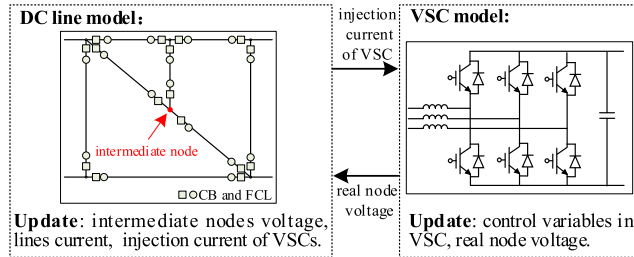 DC line model：
intermediate node
CB and FCL
Update: intermediate nodes voltage,
lines current, injection current of VSCs.
injection
current
of VSC
real node
voltage
VSC model:
Update: control variables in
VSC, real node voltage.